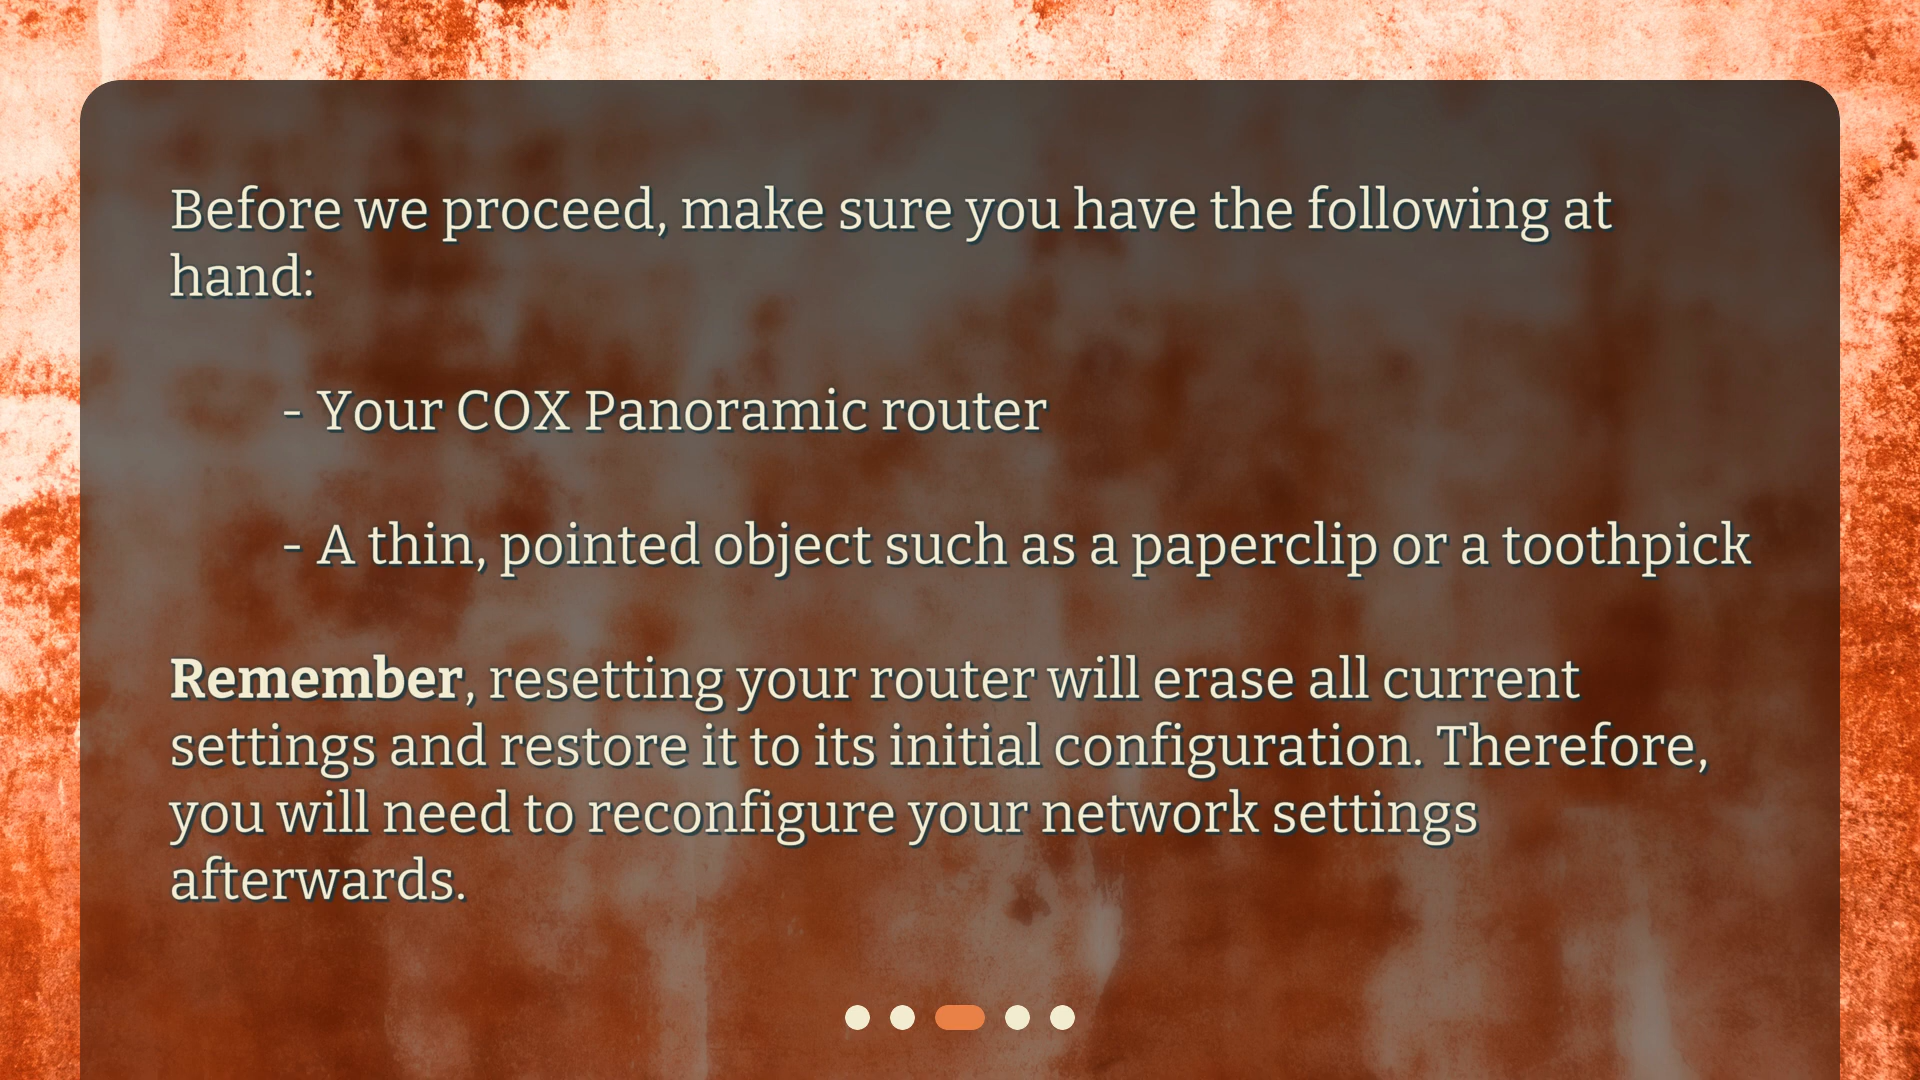 Before we proceed, make sure you have the following at
hand:
- Your COX Panoramic router
- A thin, pointed object such as a paperclip or a toothpick
Remember, resetting your router will erase all current
settings and restore it to its initial configuration. Therefore,
you will need to reconfigure your network settings
afterwards.